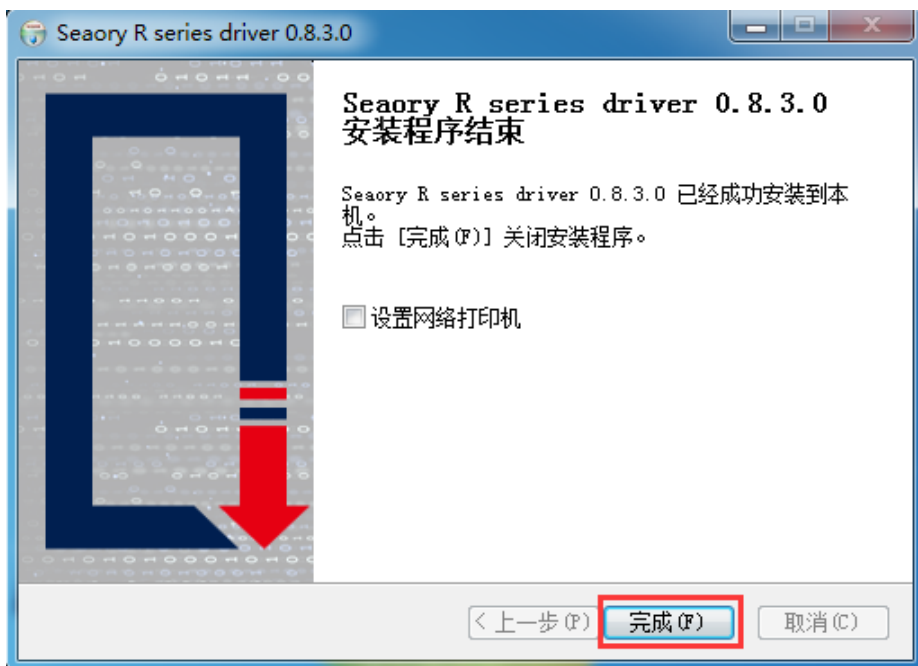 Seaory R series driver 0.8.3.0
Seaory R series driver 0.8.3.0
安装程序结束
Seaory R series driver 0.8.3.0 已经成功安装到本
机。
点击 [完成(F)] 关闭安装程序。
设置网络打印机
< 上一步(P) 完成(F) 取消(C)